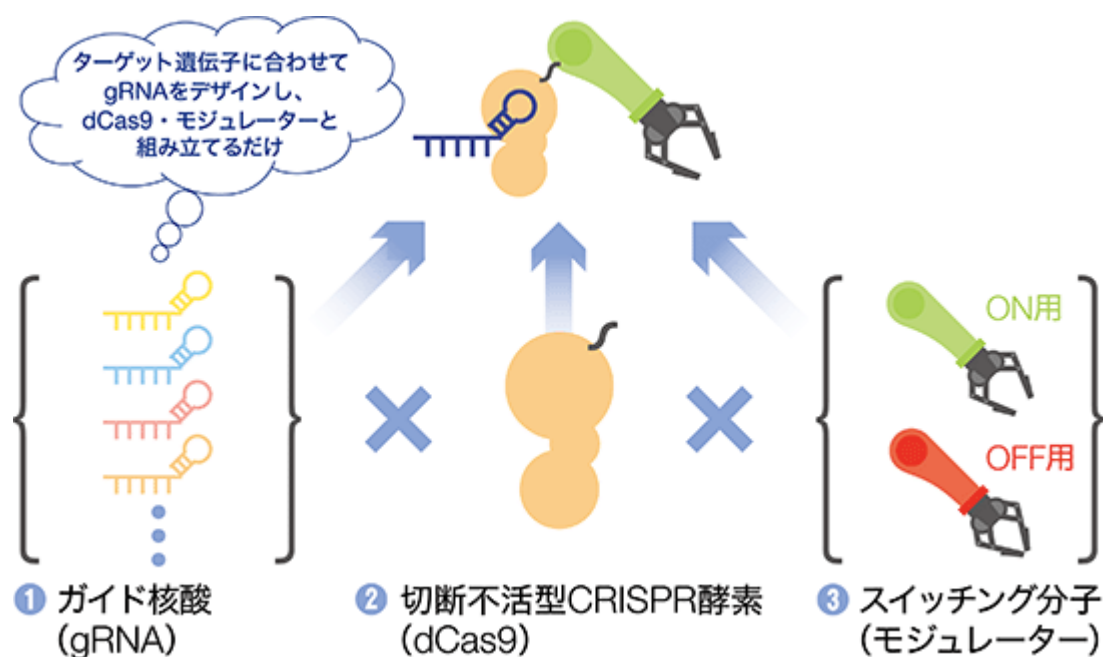 ターゲット遺伝子に合わせて
gRNAをデザインし、
dCas9・モジュレーターと
組み立てるだけ
ON用
OFF用
1 ガイド核酸
(gRNA)
2 切断不活型CRISPR酵素
(dCas9)
3 スイッチング分子
(モジュレーター)